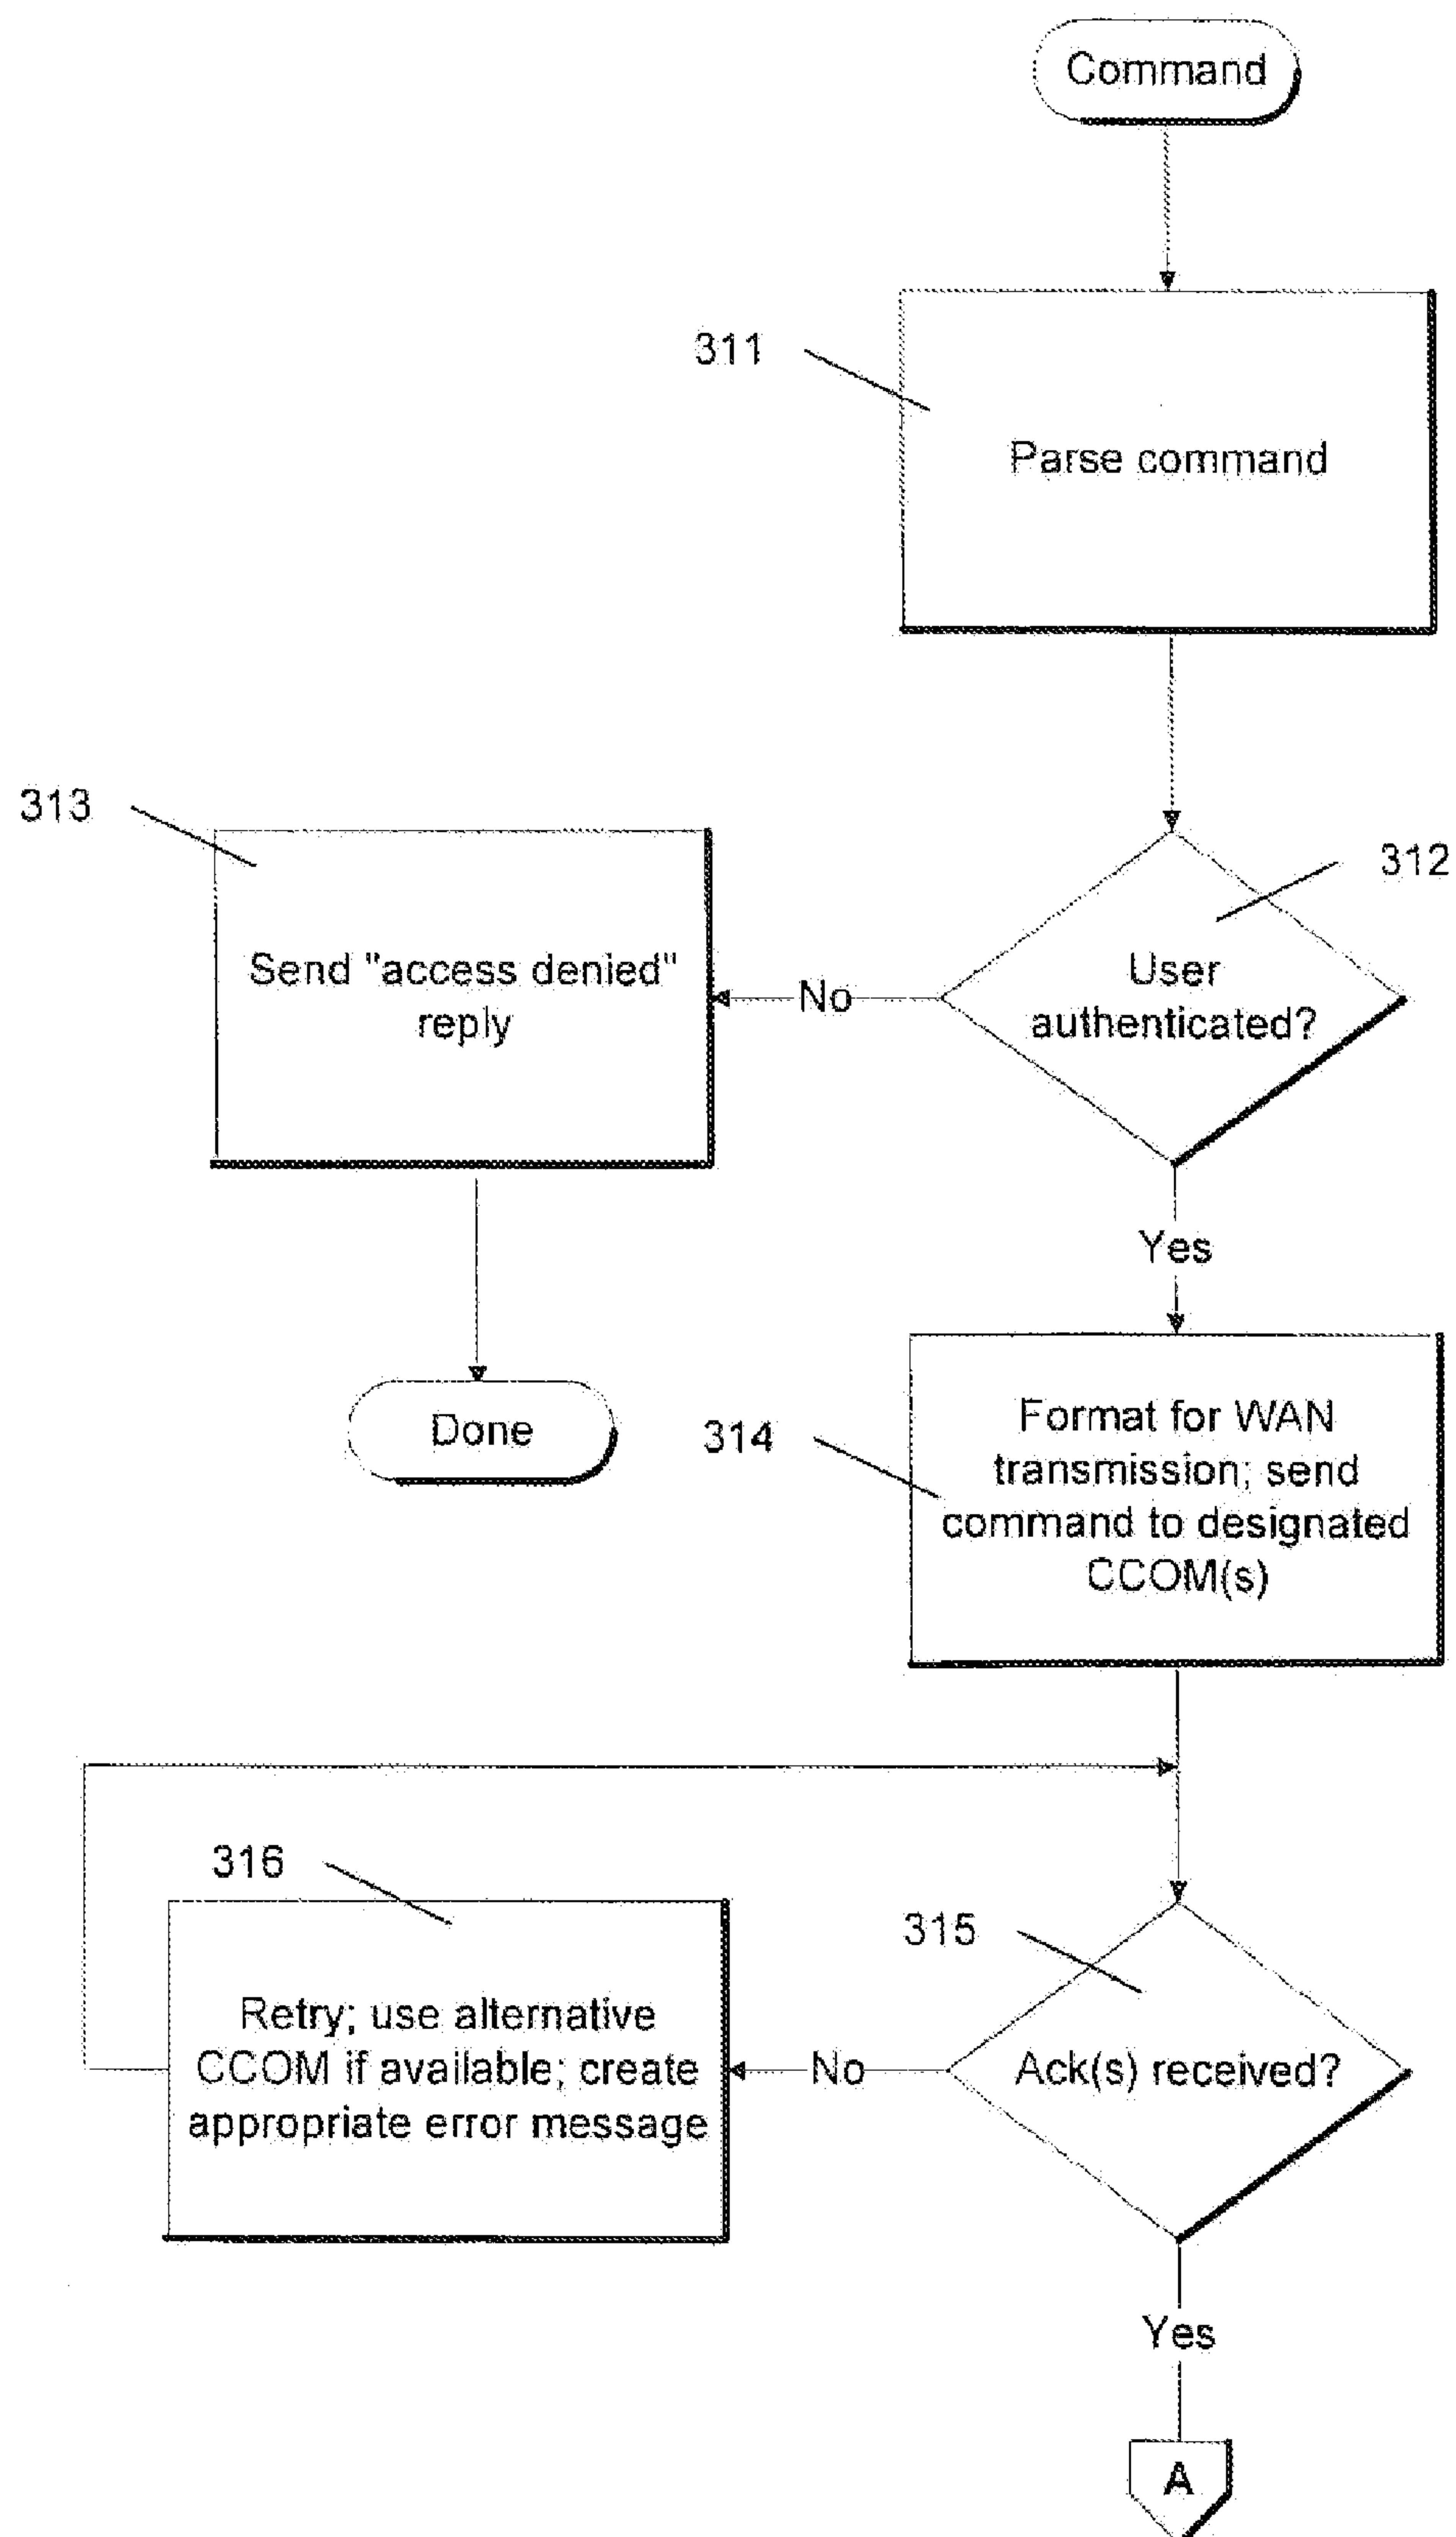 Command
311
Parse command
313
312
Send "access denied"
reply
No
User
authenticated?
Yes
Done
314
Format for WAN
transmission; send
command to designated
CCOM(s)
316
315
Retry; use alternative
CCOM if available; create
appropriate error message
No
Ack(s) received?
Yes
A